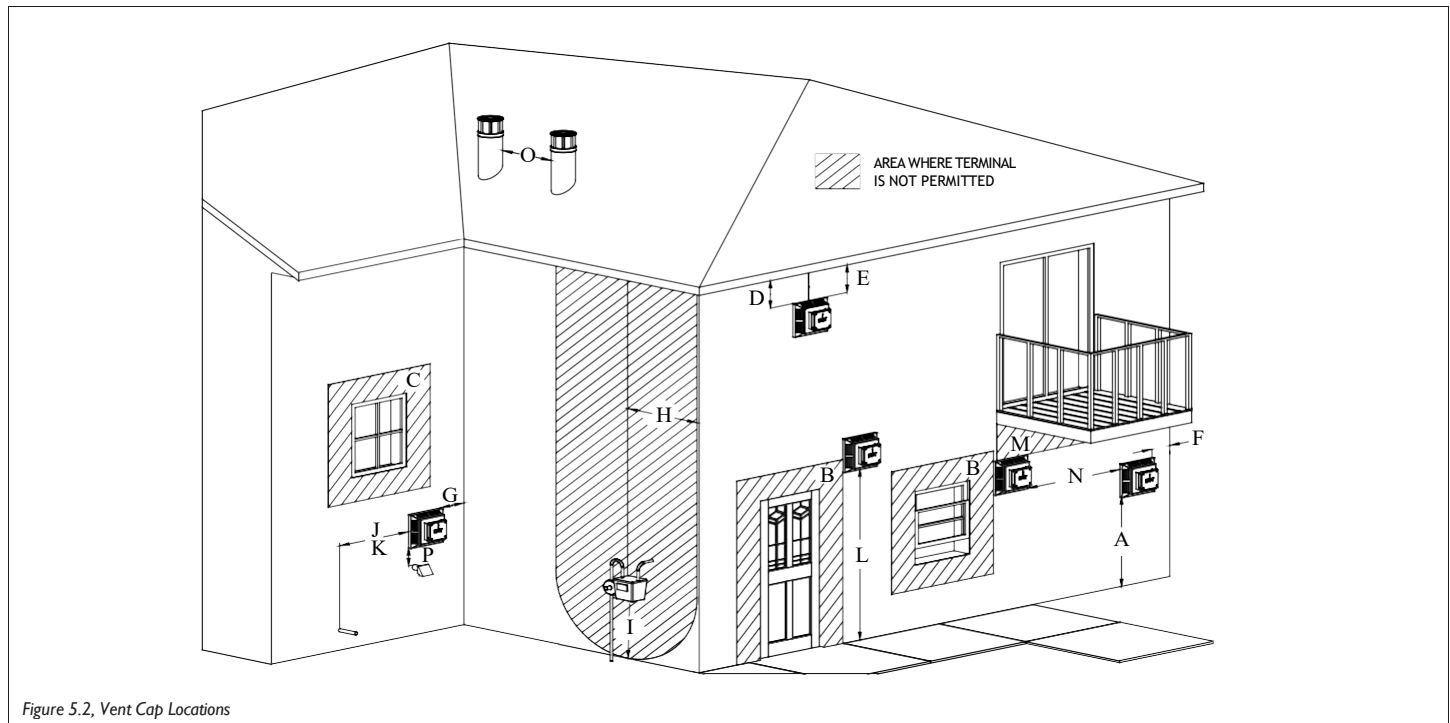 O
AREA WHERE TERMINAL
IS NOT PERMITTED
D
E
C
H
F
M
B
B
N
G
J
K
P
L
A
I
Figure 5.2, Vent Cap Locations